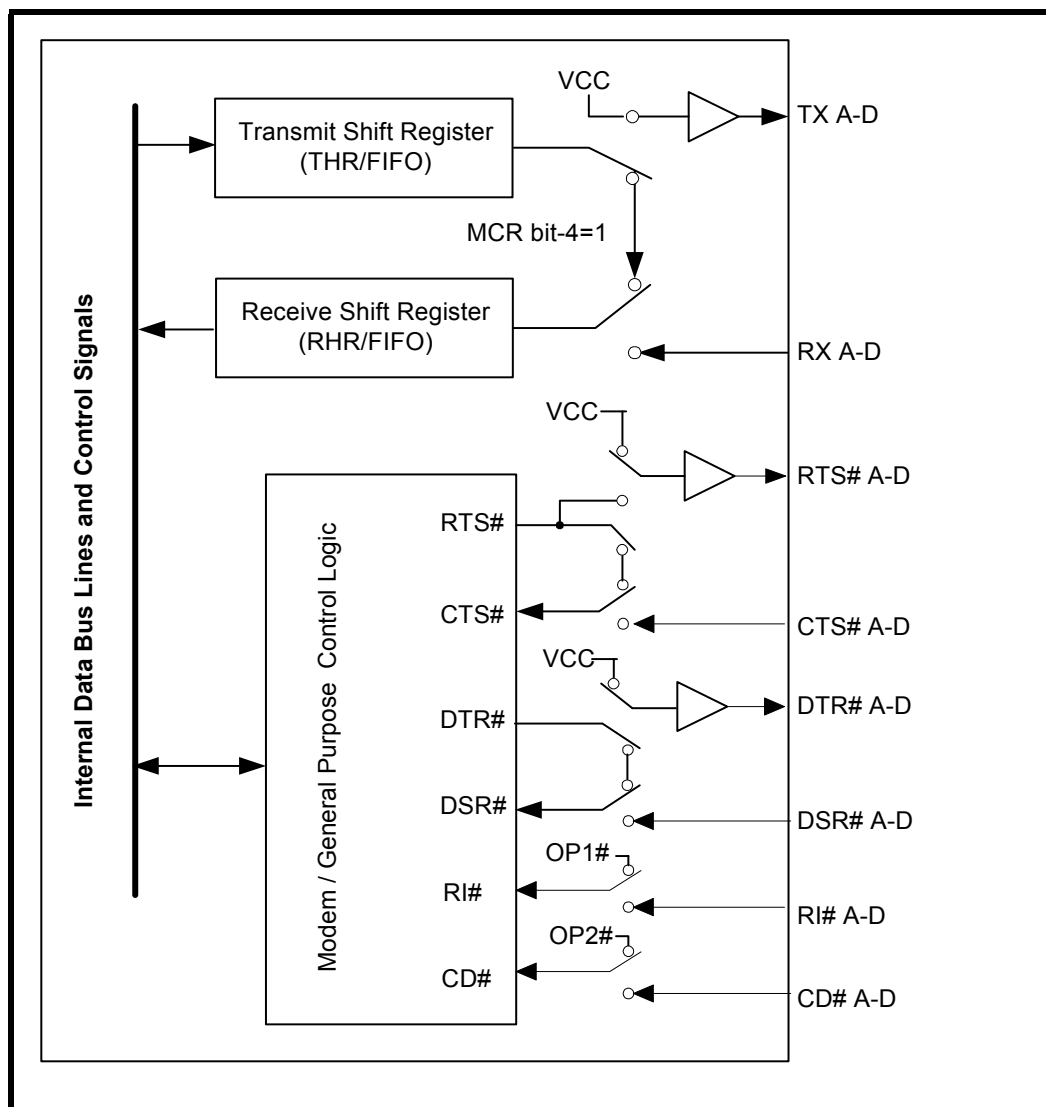 VCC
TX A-D
Transmit Shift Register
(THR/FIFO)
MCR bit-4=1
Receive Shift Register
(RHR/FIFO)
RX A-D
Internal Data Bus Lines and Control Signals
VCC
RTS# A-D
RTS#
CTS#
CTS# A-D
VCC
DTR# A-D
DTR#
DSR#
DSR# A-D
Modem / General Purpose Control Logic
OP1#
RI#
RI# A-D
OP2#
CD#
CD# A-D